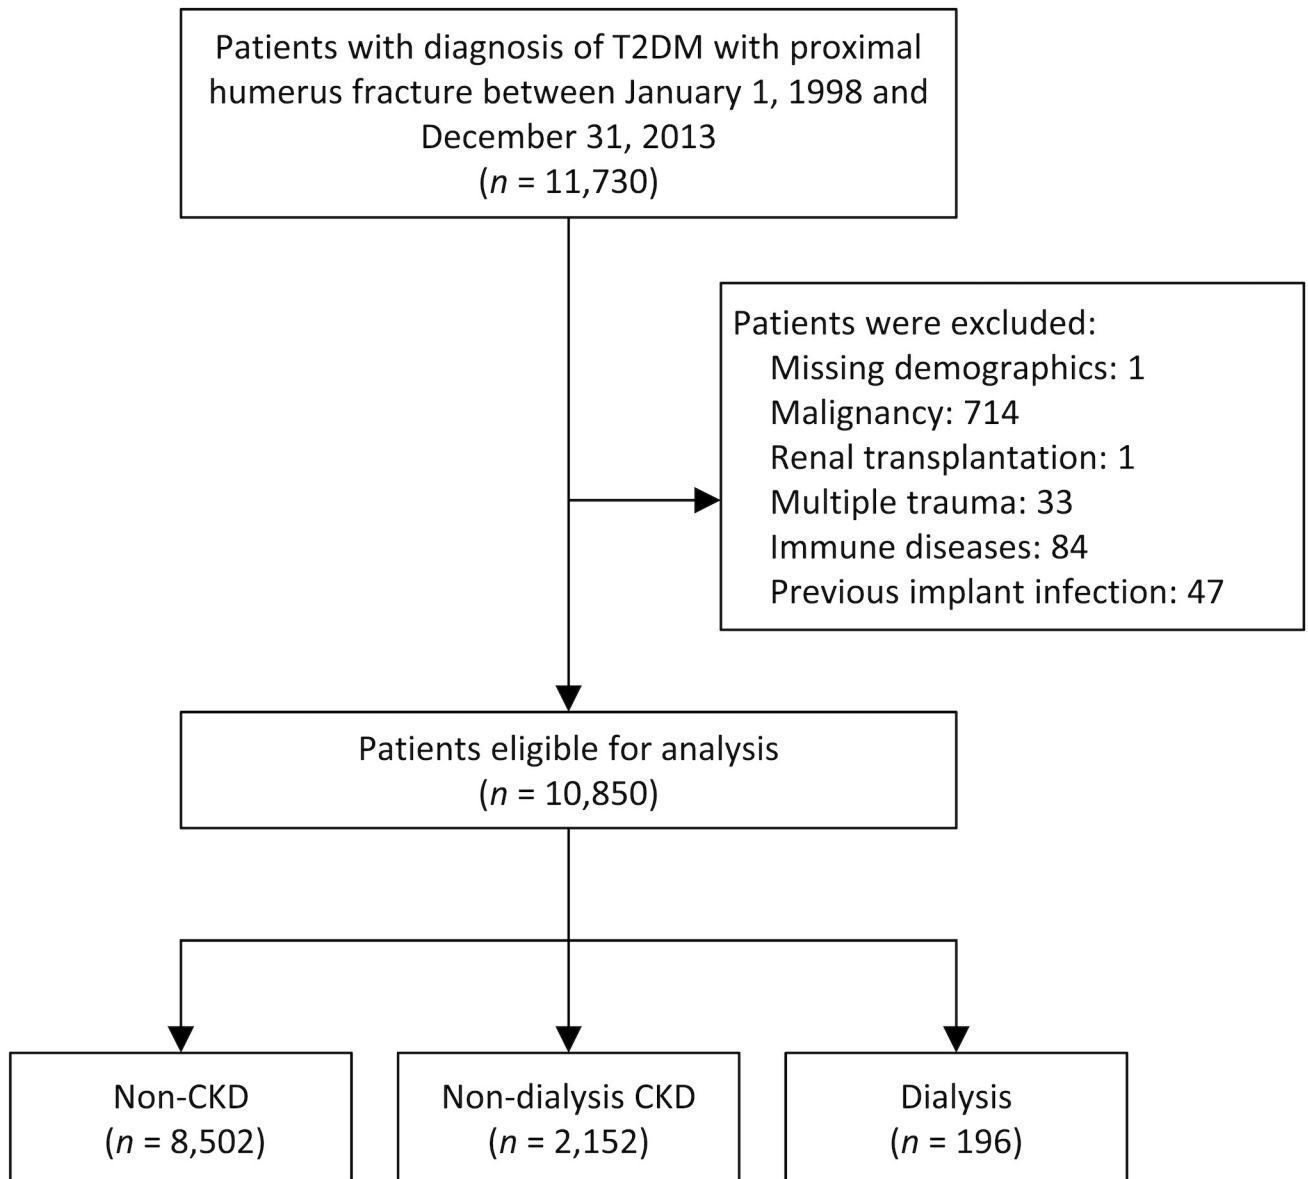 Patients with diagnosis of T2DM with proximal
humerus fracture between January 1, 1998 and
December 31, 2013
(n = 11,730)
Patients were excluded:
Missing demographics: 1
Malignancy: 714
Renal transplantation: 1
Multiple trauma: 33
Immune diseases: 84
Previous implant infection: 47
Patients eligible for analysis
(n = 10,850)
Non-CKD
(n = 8,502)
Non-dialysis CKD
(n = 2,152)
Dialysis
(n = 196)